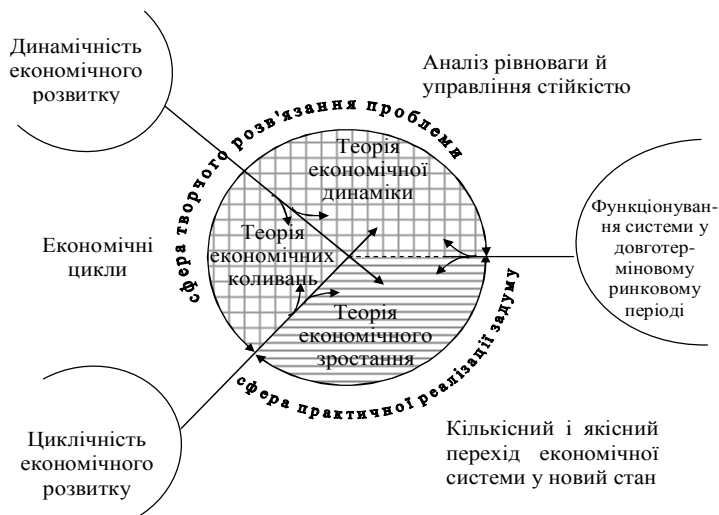 Динамічність
економічного
розвитку
Аналіз рівноваги й
управління стійкістю
сфера творчого розв'язання проблеми
Теорія
економічної
динаміки
Економічні
цикли
Теорія
економічних
коливань
Функціонуван-
ня системи у
довготер-
міновому
ринковому
періоді
Теорія
економічного
зростання
сфера практичної реалізації задуму
Циклічність
економічного
розвитку
Кількісний і якісний
перехід економічної
системи у новий стан